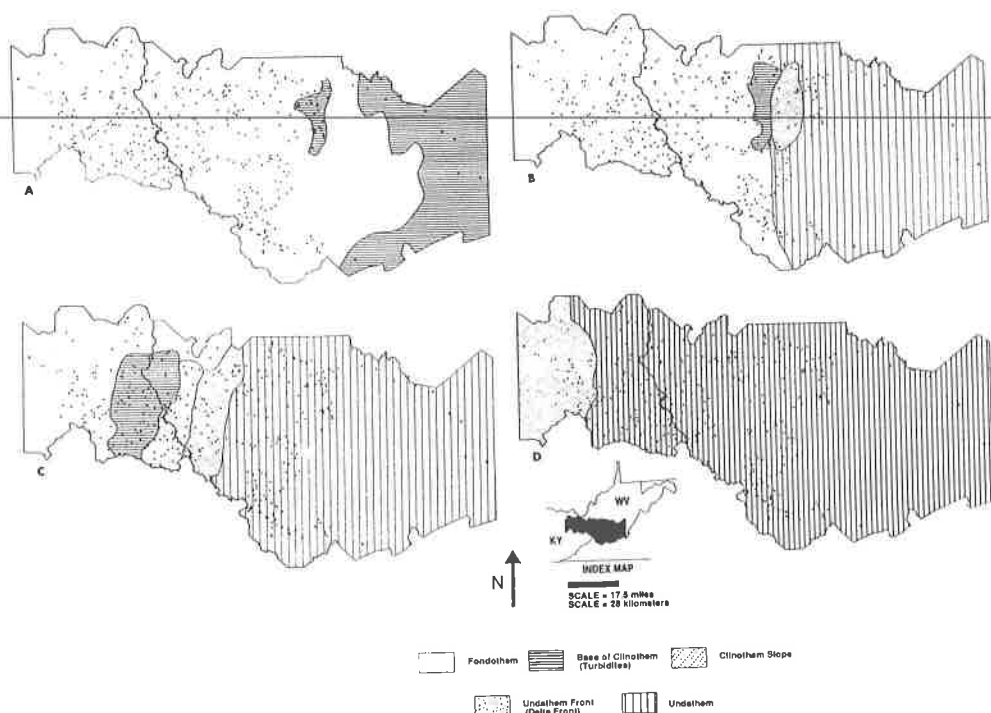 A
B
C
D
WV
KY
INDEX MAP
N
SCALE = 17.5 miles
SCALE = 28 kilometers
Fondothem
Base of Clinothem
(Turbidites)
Clinothem Slope
Undathem Front
(Delta Front)
Undathem